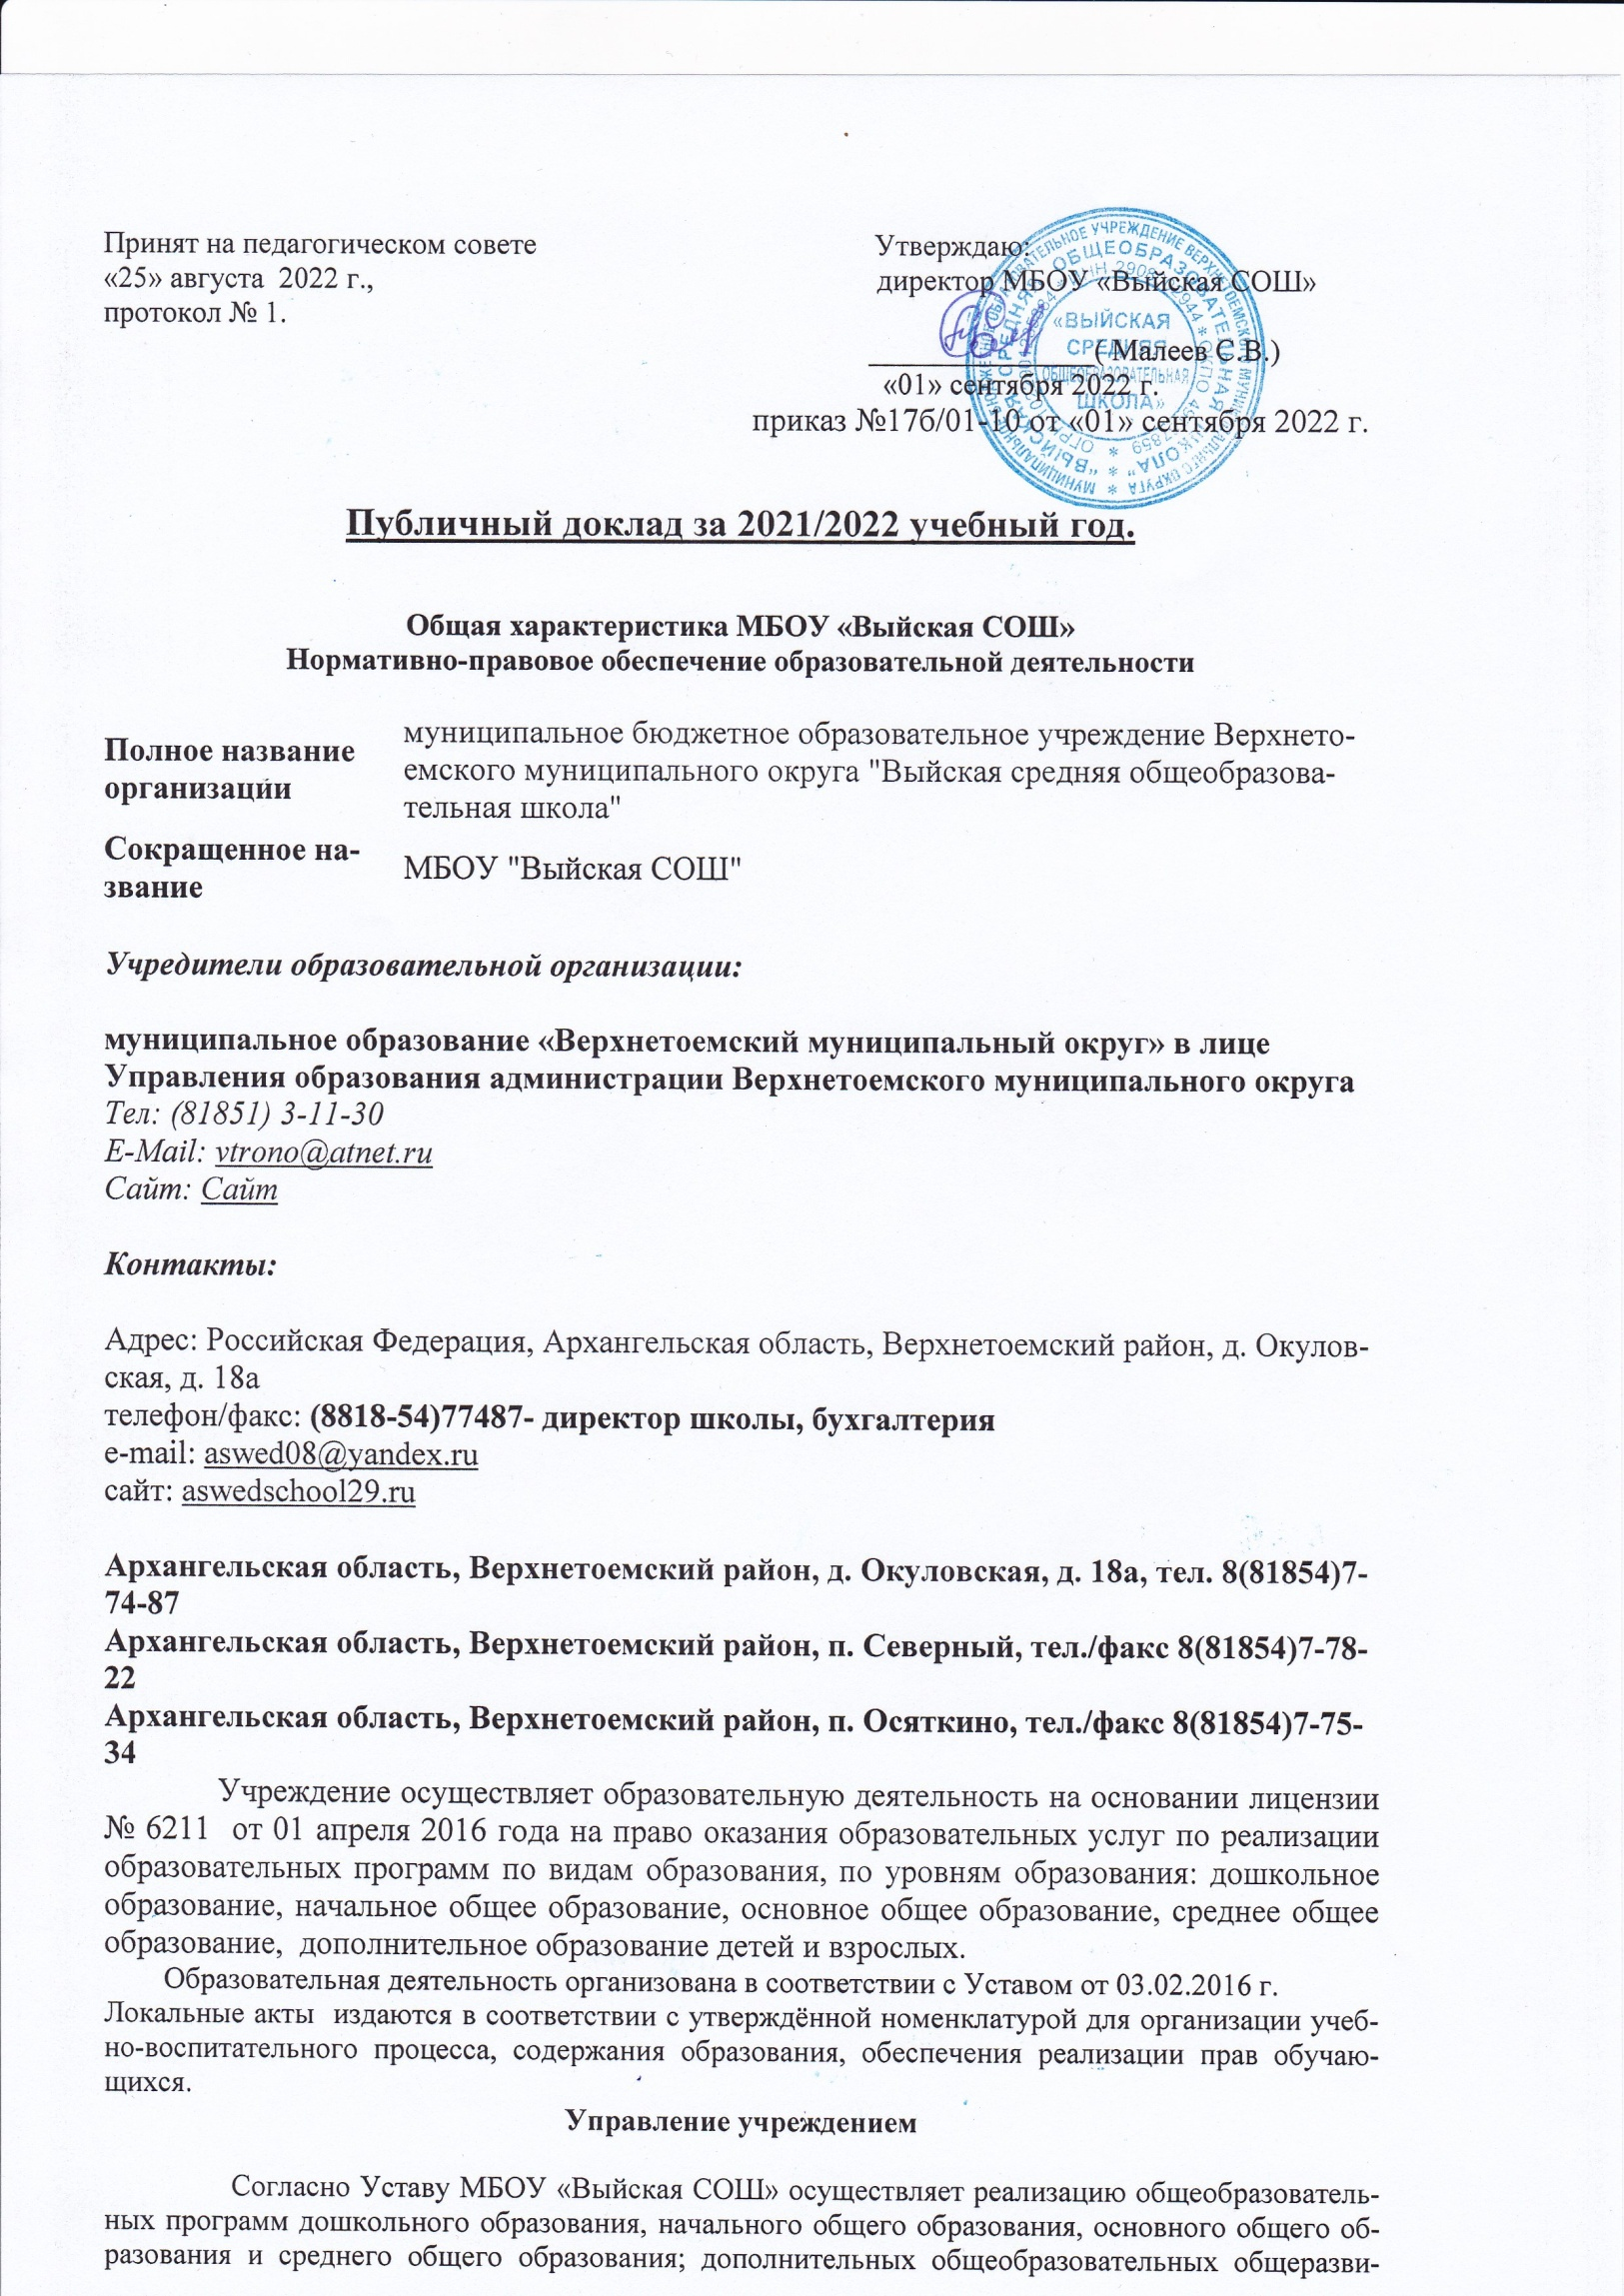 Принят на педагогическом совете
«25» августа  2022 г.,
протокол № 1.
Утверждаю:
директор МБОУ «Выйская СОШ»
( Малеев С.В.)
«01» сентября 2022 г.
приказ №17б/01-10 от «01» сентября 2022 г.
«ВЫЙСКАЯ
СРЕДНЯЯ
ОБЩЕОБРАЗОВАТЕЛЬНАЯ
ШКОЛА»
Публичный доклад за 2021/2022 учебный год.
Общая характеристика МБОУ «Выйская СОШ»
Нормативно-правовое обеспечение образовательной деятельности
Полное название
организации
муниципальное бюджетное образовательное учреждение Верхнето-
емского муниципального округа "Выйская средняя общеобразова-
тельная школа"
Сокращенное на-
звание
МБОУ "Выйская СОШ"
Учредители образовательной организации:
муниципальное образование «Верхнетоемский муниципальный округ» в лице
Управления образования администрации Верхнетоемского муниципального округа
Тел: (81851) 3-11-30
E-Mail: vtrono@atnet.ru
Сайт: Сайт
Контакты:
Адрес: Российская Федерация, Архангельская область, Верхнетоемский район, д. Окулов-
ская, д. 18а
телефон/факс: (8818-54)77487- директор школы, бухгалтерия
e-mail: aswed08@yandex.ru
сайт: aswedschool29.ru
Архангельская область, Верхнетоемский район, д. Окуловская, д. 18а, тел. 8(81854)7-
74-87
Архангельская область, Верхнетоемский район, п. Северный, тел./факс 8(81854)7-78-
22
Архангельская область, Верхнетоемский район, п. Осяткино, тел./факс 8(81854)7-75-
34
Учреждение осуществляет образовательную деятельность на основании лицензии
№ 6211  от 01 апреля 2016 года на право оказания образовательных услуг по реализации
образовательных программ по видам образования, по уровням образования: дошкольное
образование, начальное общее образование, основное общее образование, среднее общее
образование,  дополнительное образование детей и взрослых.
Образовательная деятельность организована в соответствии с Уставом от 03.02.2016 г.
Локальные акты  издаются в соответствии с утверждённой номенклатурой для организации учеб-
но-воспитательного процесса, содержания образования, обеспечения реализации прав обучаю-
щихся.
Управление учреждением
Согласно Уставу МБОУ «Выйская СОШ» осуществляет реализацию общеобразователь-
ных программ дошкольного образования, начального общего образования, основного общего об-
разования и среднего общего образования; дополнительных общеобразовательных общеразви-